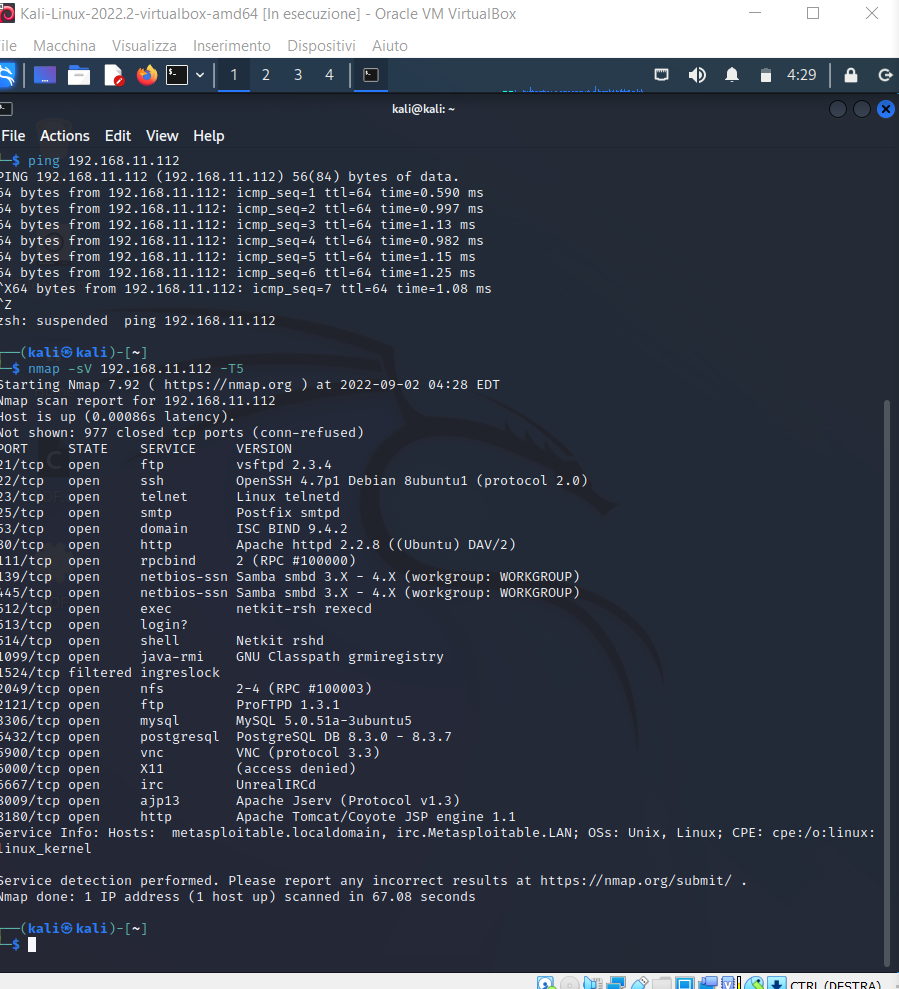 Kali-Linux-2022.2-virtualbox-amd64 [In esecuzione] - Oracle VM VirtualBox
ile Macchina Visualizza Inserimento Dispositivi Aiuto
1 2 3 4 4:29
kali@kali: ~
File Actions Edit View Help
$ ping 192.168.11.112
PING 192.168.11.112 (192.168.11.112) 56(84) bytes of data.
64 bytes from 192.168.11.112: icmp_seq=1 ttl=64 time=0.590 ms
64 bytes from 192.168.11.112: icmp_seq=2 ttl=64 time=0.997 ms
64 bytes from 192.168.11.112: icmp_seq=3 ttl=64 time=1.13 ms
64 bytes from 192.168.11.112: icmp_seq=4 ttl=64 time=0.982 ms
64 bytes from 192.168.11.112: icmp_seq=5 ttl=64 time=1.15 ms
64 bytes from 192.168.11.112: icmp_seq=6 ttl=64 time=1.25 ms
^X64 bytes from 192.168.11.112: icmp_seq=7 ttl=64 time=1.08 ms
^Z
zsh: suspended ping 192.168.11.112
(kali㉿kali)-[~]
$ nmap -sV 192.168.11.112 -T5
Starting Nmap 7.92 ( https://nmap.org ) at 2022-09-02 04:28 EDT
Nmap scan report for 192.168.11.112
Host is up (0.00086s latency).
Not shown: 977 closed tcp ports (conn-refused)
PORT STATE SERVICE VERSION
21/tcp open ftp vsftpd 2.3.4
22/tcp open ssh OpenSSH 4.7p1 Debian 8ubuntu1 (protocol 2.0)
23/tcp open telnet Linux telnetd
25/tcp open smtp Postfix smtpd
53/tcp open domain ISC BIND 9.4.2
80/tcp open http Apache httpd 2.2.8 ((Ubuntu) DAV/2)
111/tcp open rpcbind 2 (RPC #100000)
139/tcp open netbios-ssn Samba smbd 3.X - 4.X (workgroup: WORKGROUP)
445/tcp open netbios-ssn Samba smbd 3.X - 4.X (workgroup: WORKGROUP)
512/tcp open exec netkit-rsh rexecd
513/tcp open login?
514/tcp open shell Netkit rshd
1099/tcp open java-rmi GNU Classpath grmiregistry
1524/tcp filtered ingreslock
2049/tcp open nfs 2-4 (RPC #100003)
2121/tcp open ftp ProFTPD 1.3.1
3306/tcp open mysql MySQL 5.0.51a-3ubuntu5
5432/tcp open postgresql PostgreSQL DB 8.3.0 - 8.3.7
5900/tcp open vnc VNC (protocol 3.3)
6000/tcp open X11 (access denied)
6667/tcp open irc UnrealIRCd
8009/tcp open ajp13 Apache Jserv (Protocol v1.3)
8180/tcp open http Apache Tomcat/Coyote JSP engine 1.1
Service Info: Hosts:  metasploitable.localdomain, irc.Metasploitable.LAN; OSs: Unix, Linux; CPE: cpe:/o:linux:
linux_kernel
Service detection performed. Please report any incorrect results at https://nmap.org/submit/ .
Nmap done: 1 IP address (1 host up) scanned in 67.08 seconds
(kali㉿kali)-[~]
$
CTRL (DESTRA)